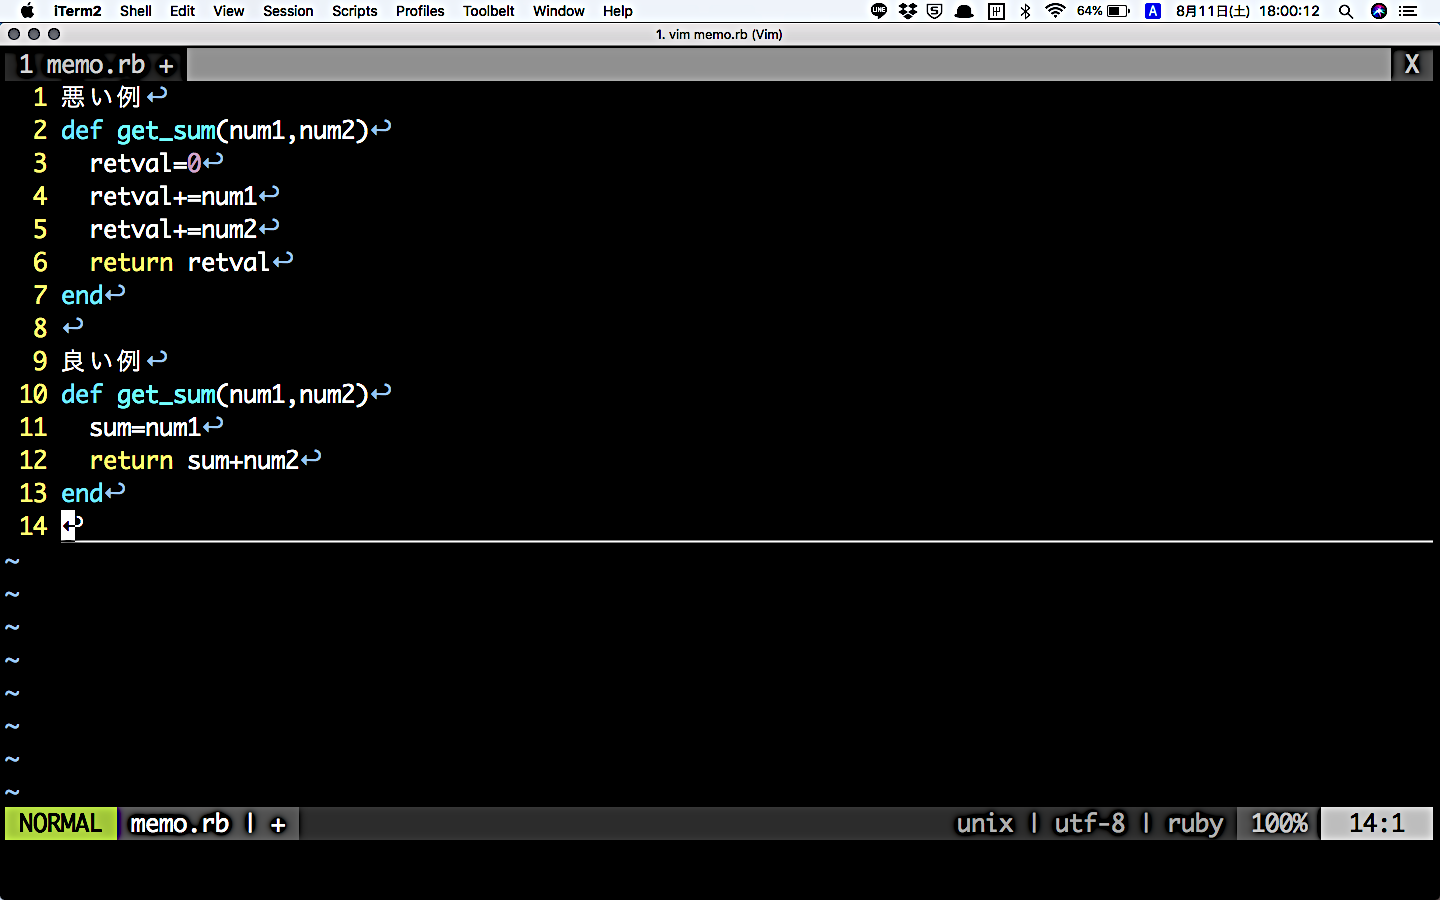 iTerm2 Shell Edit View Session Scripts Profiles Toolbelt Window Help LINE 5 64% A 8月11日(土) 18:00:12
1. vim memo.rb (Vim)
1 memo.rb + X
1 悪い例↩
2 def get_sum(num1,num2)↩
3   retval=0↩
4   retval+=num1↩
5   retval+=num2↩
6   return retval↩
7 end↩
8 ↩
9 良い例↩
10 def get_sum(num1,num2)↩
11   sum=num1↩
12   return sum+num2↩
13 end↩
14 ↩
~
~
~
~
~
~
~
~
NORMAL memo.rb | + unix | utf-8 | ruby 100% 14:1